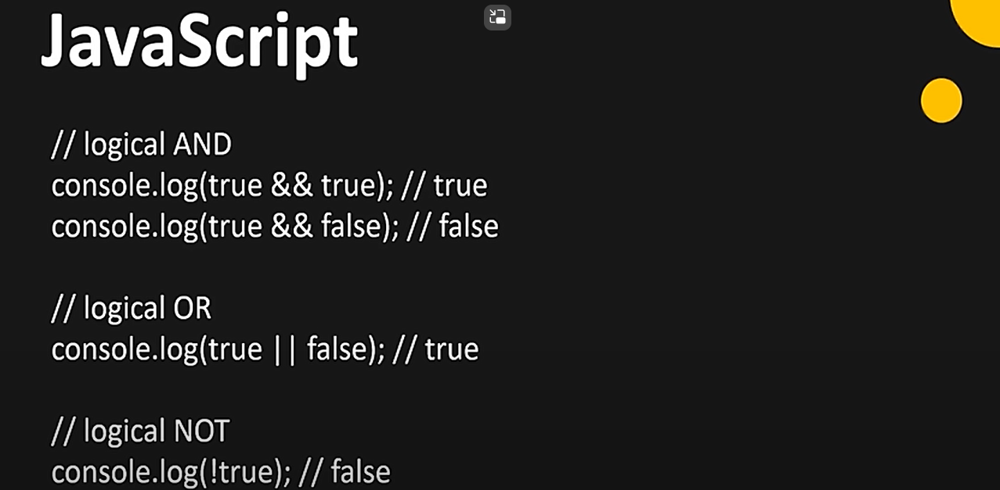 JavaScript
// logical AND
console.log(true && true); // true
console.log(true && false); // false
// logical OR
console.log(true || false); // true
// logical NOT
console.log(!true); // false